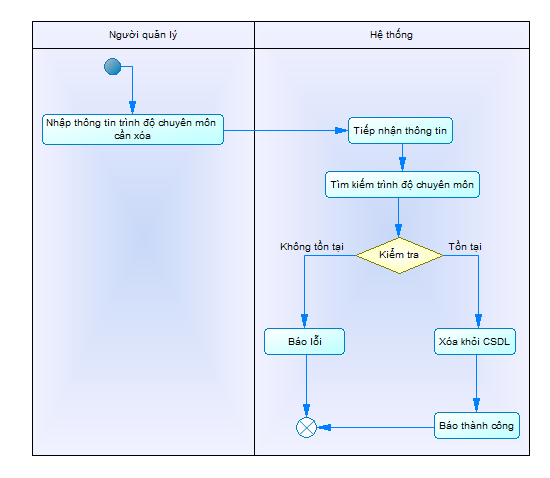 Người quản lý
Hệ thống
Nhập thông tin trình độ chuyên môn
cần xóa
Tiếp nhận thông tin
Tìm kiếm trình độ chuyên môn
Không tồn tại
Kiểm tra
Tồn tại
Báo lỗi
Xóa khỏi CSDL
Báo thành công